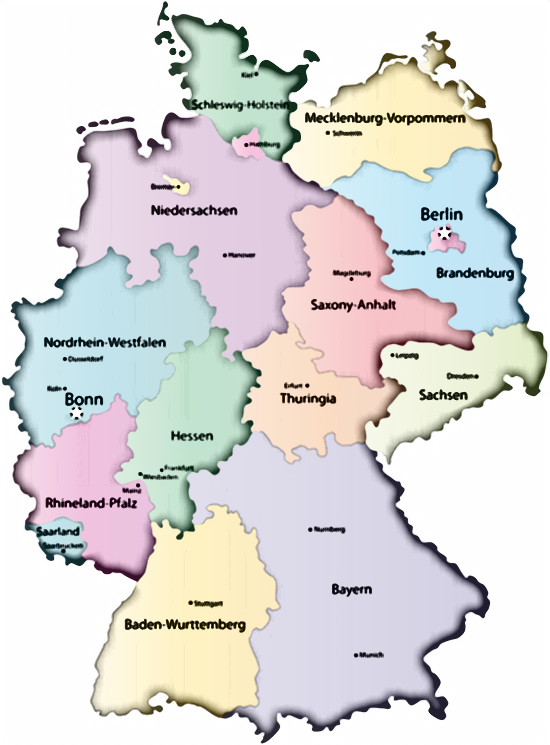 Kiel
Schleswig-Holstein
Mecklenburg-Vorpommern
Schwerin
Hamburg
Bremen
Niedersachsen
Berlin
Potsdam
Hanover
Brandenburg
Magdeburg
Saxony-Anhalt
Nordrhein-Westfalen
Dusseldorf
Leipzig
Dresden
Sachsen
Koln
Bonn
Erfurt
Thuringia
Hessen
Frankfurt
Wiesbaden
Mainz
Rhineland-Pfalz
Saarland
Saarbrucken
Nurnberg
Bayern
Stuttgart
Baden-Wurttemberg
Munich